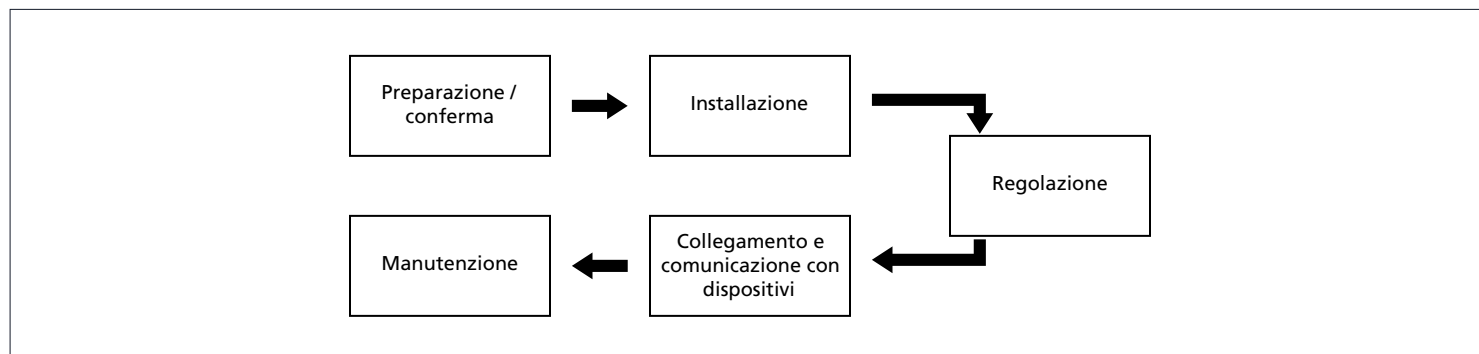 Preparazione /
conferma
Installazione
Regolazione
Collegamento e
comunicazione con
dispositivi
Manutenzione